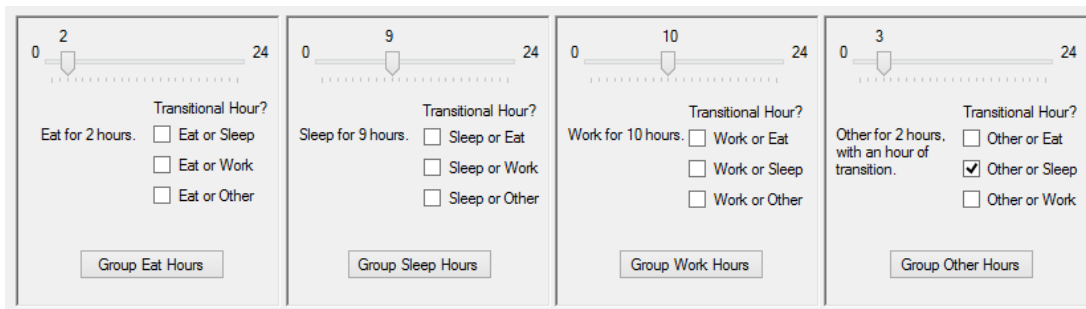 2
0 24
Transitional Hour?
Eat for 2 hours.
Eat or Sleep
Eat or Work
Eat or Other
Group Eat Hours
9
0 24
Transitional Hour?
Sleep for 9 hours.
Sleep or Eat
Sleep or Work
Sleep or Other
Group Sleep Hours
10
0 24
Transitional Hour?
Work for 10 hours.
Work or Eat
Work or Sleep
Work or Other
Group Work Hours
3
0 24
Transitional Hour?
Other for 2 hours,
with an hour of
transition.
Other or Eat
Other or Sleep
Other or Work
Group Other Hours